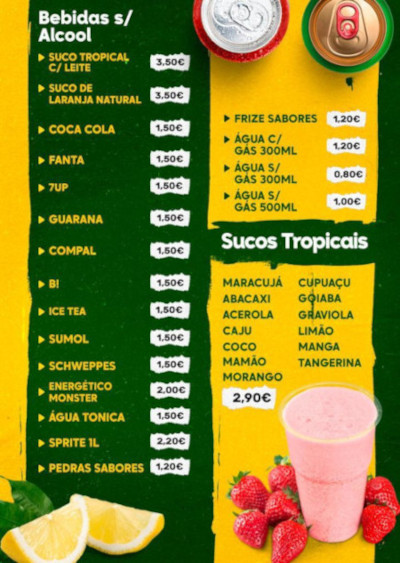 Bebidas s/
Alcool
SUCO TROPICAL
C/ LEITE 3,50€
SUCO DE
LARANJA NATURAL 3,50€
COCA COLA 1,50€
FANTA 1,50€
7UP 1,50€
GUARANA 1,50€
COMPAL 1,50€
B! 1,50€
ICE TEA 1,50€
SUMOL 1,50€
SCHWEPPES 1,50€
ENERGÉTICO
MONSTER 2,00€
ÁGUA TONICA 1,50€
SPRITE 1L 2,20€
PEDRAS SABORES 1,20€
FRIZE SABORES 1,20€
ÁGUA C/
GÁS 300ML 1,20€
ÁGUA S/
GÁS 300ML 0,80€
ÁGUA S/
GÁS 500ML 1,00€
Sucos Tropicais
MARACUJÁ
ABACAXI
ACEROLA
CAJU
COCO
MAMÃO
MORANGO
CUPUAÇU
GOIABA
GRAVIOLA
LIMÃO
MANGA
TANGERINA
2,90€